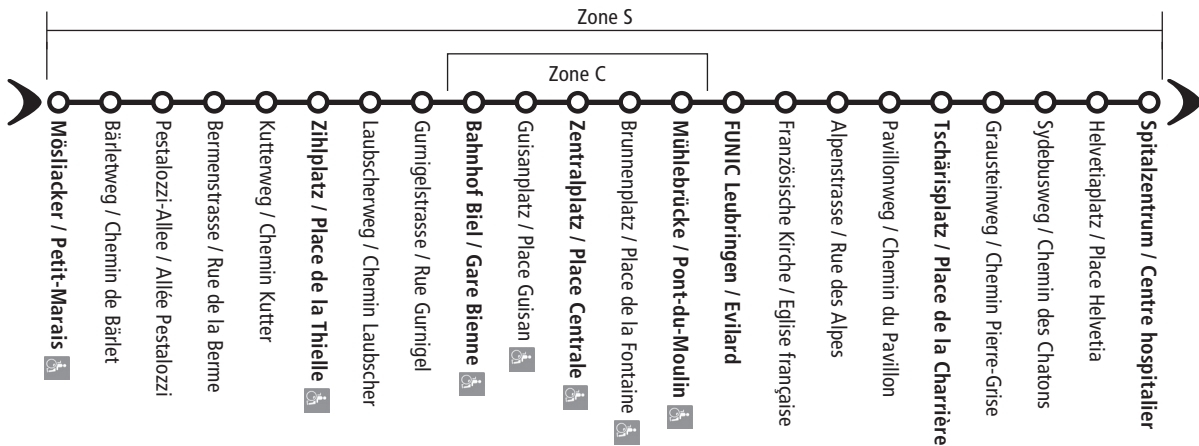 Zone S
Zone C
Mösliacker / Petit-Marais
Bärletweg / Chemin de Bärlet
Pestalozzi-Allee / Allée Pestalozzi
Bermenstrasse / Rue de la Berme
Kutterweg / Chemin Kutter
Zihlplatz / Place de la Thielle
Laubscherweg / Chemin Laubscher
Gurnigelstrasse / Rue Gurnigel
Bahnhof Biel / Gare Bienne
Guisanplatz / Place Guisan
Zentralplatz / Place Centrale
Brunnenplatz / Place de la Fontaine
Mühlebrücke / Pont-du-Moulin
FUNIC Leubringen / Evilard
Französische Kirche / Eglise française
Alpenstrasse / Rue des Alpes
Pavillonweg / Chemin du Pavillon
Tschärisplatz / Place de la Charrière
Grausteinweg / Chemin Pierre-Grise
Sydebusweg / Chemin des Chatons
Helvetiaplatz / Place Helvetia
Spitalzentrum / Centre hospitalier